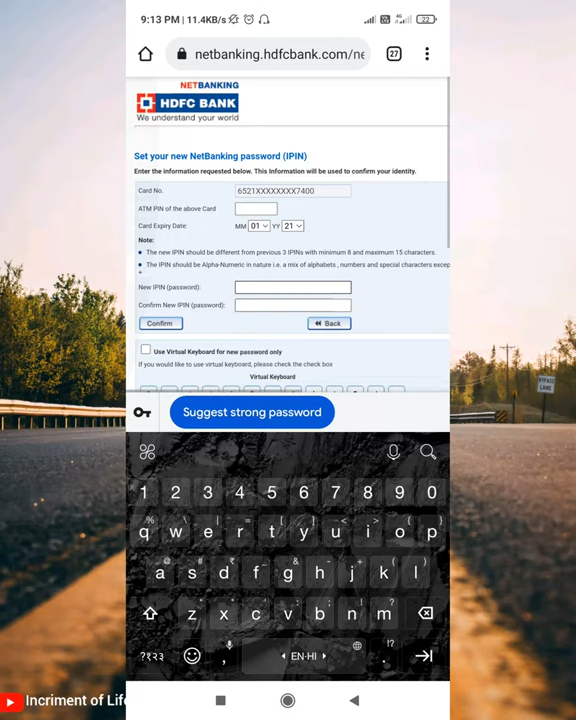 9:13 PM | 11.4KB/s
4G
22
netbanking.hdfcbank.com/ne
27
NETBANKING
HDFC BANK
We understand your world
Set your new NetBanking password (IPIN)
Enter the information requested below. This Information will be used to confirm your identity.
Card No. 6521XXXXXXXX7400
ATM PIN of the above Card
Card Expiry Date: MM 01 YY 21
Note:
The new IPIN should be different from previous 3 IPINs with minimum 8 and maximum 15 characters.
The IPIN should be Alpha-Numeric in nature i.e. a mix of alphabets , numbers and special characters excep
+
New IPIN (password):
Confirm New IPIN (password):
Confirm Back
Use Virtual Keyboard for new password only
If you would like to use virtual keyboard, please check the check box
Virtual Keyboard
BYPASS
LANE
Suggest strong password
1 2 3 4 5 6 7 8 9 0
% ^ | = [ ] < > { }
q w e r t y u i o p
@ # ₹ _ & - + ( )
a s d f g h j k l
* " ' : ; ! ?
z x c v b n m
?१२३ , EN·HI . !?
Incriment of Life